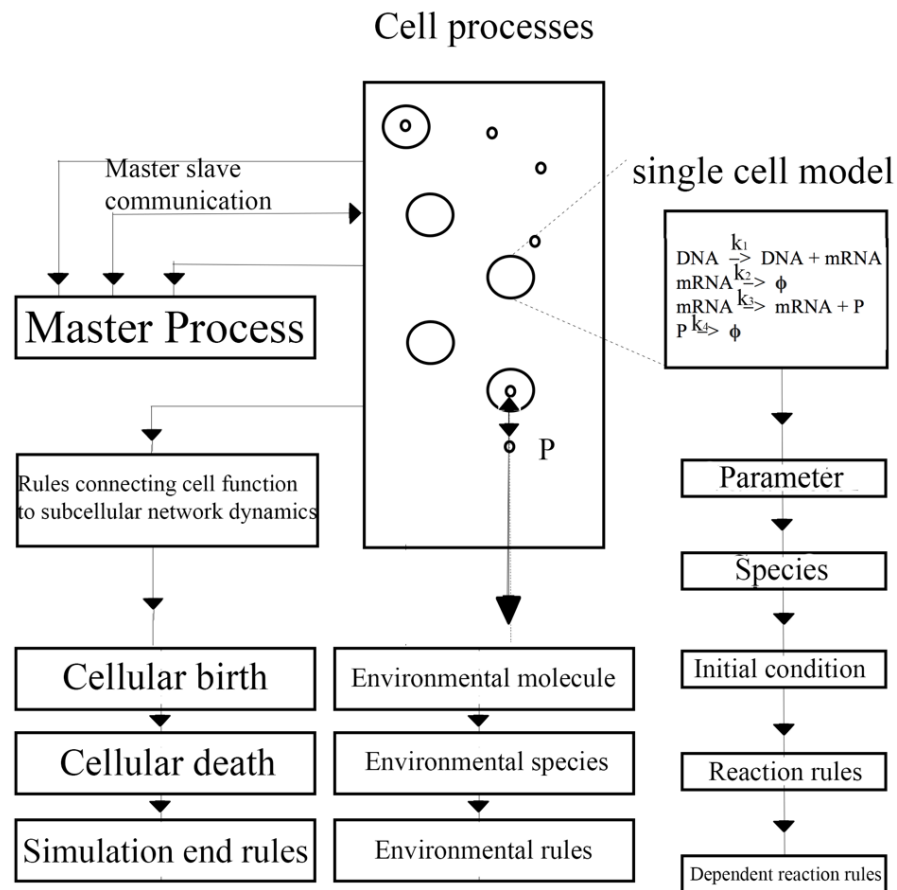 Cell processes
Master slave
communication
single cell model
k₁
DNA –> DNA + mRNA
k₂
mRNA –> ϕ
k₃
mRNA –> mRNA + P
k₄
P –> ϕ
Master Process
P
Rules connecting cell function
to subcellular network dynamics
Parameter
Species
Initial condition
Reaction rules
Dependent reaction rules
Cellular birth
Cellular death
Simulation end rules
Environmental molecule
Environmental species
Environmental rules